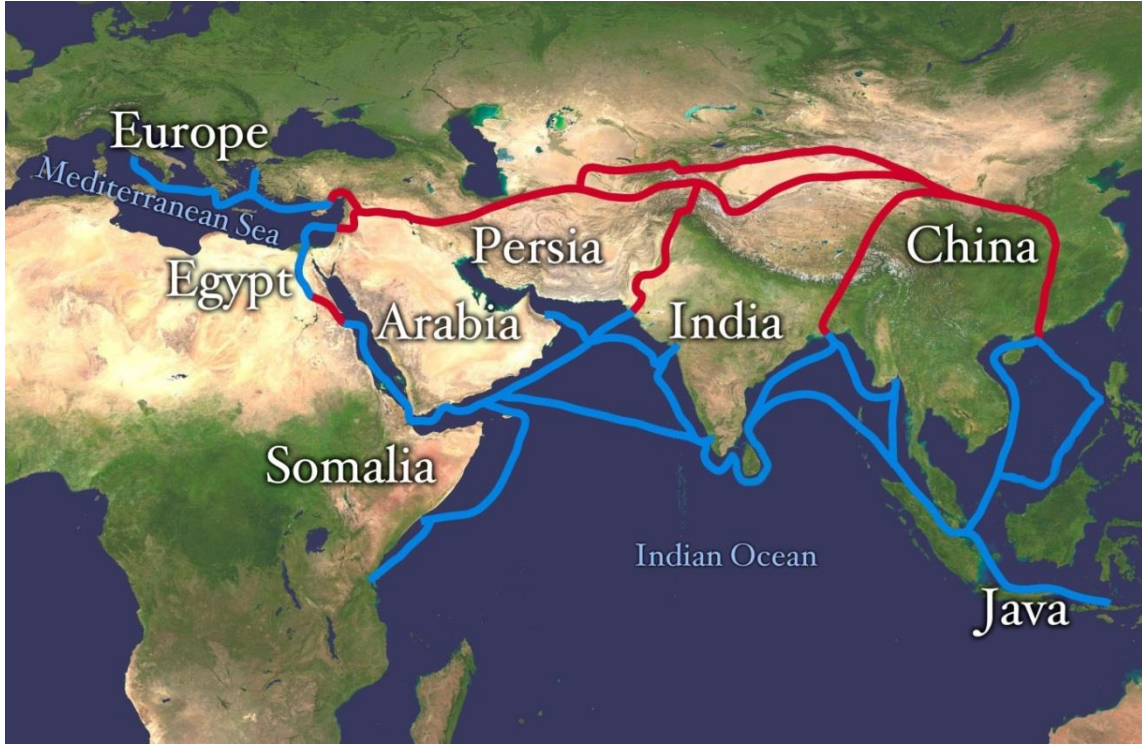 Europe
Mediterranean Sea
Egypt
Persia
China
Arabia
India
Somalia
Indian Ocean
Java